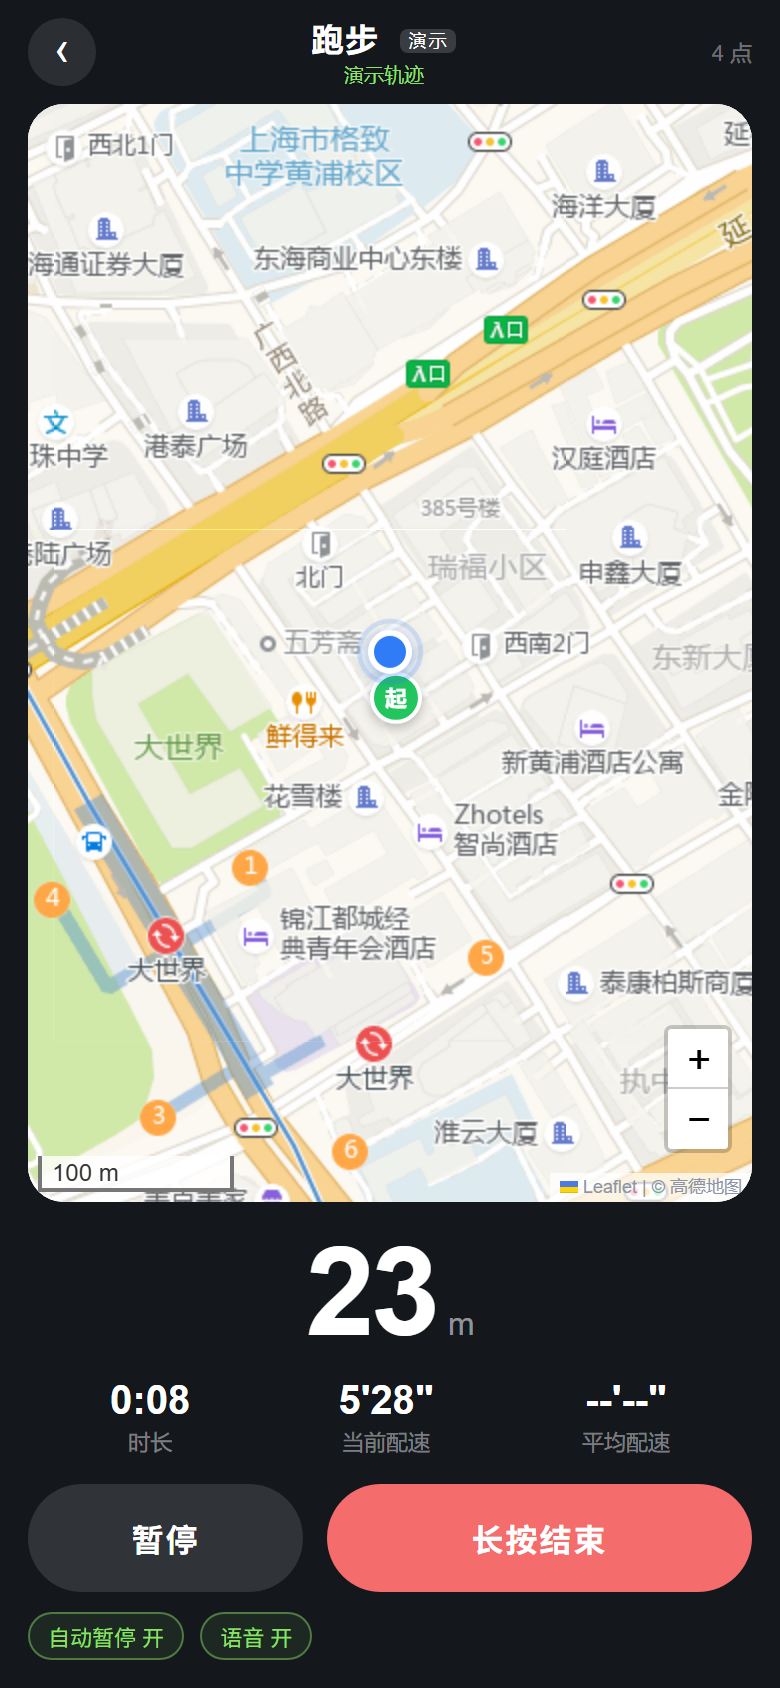 跑步 演示
演示轨迹
4 点
西北1门
上海市格致
中学黄浦校区
延
海洋大厦
海通证券大厦
东海商业中心东楼
延
广西北路
入口
入口
文
珠中学
港泰广场
汉庭酒店
385号楼
陆广场
北门
瑞福小区
申鑫大厦
五芳斋
西南2门
东新大
起
鲜得来
大世界
新黄浦酒店公寓
花雪楼
金
Zhotels
智尚酒店
1
4
锦江都城经
典青年会酒店
5
大世界
泰康柏斯商厦
大世界
执中
+
3
淮云大厦
−
6
100 m
Leaflet | © 高德地图
23 m
0:08
时长
5'28"
当前配速
--'--"
平均配速
暂停
长按结束
自动暂停 开
语音 开